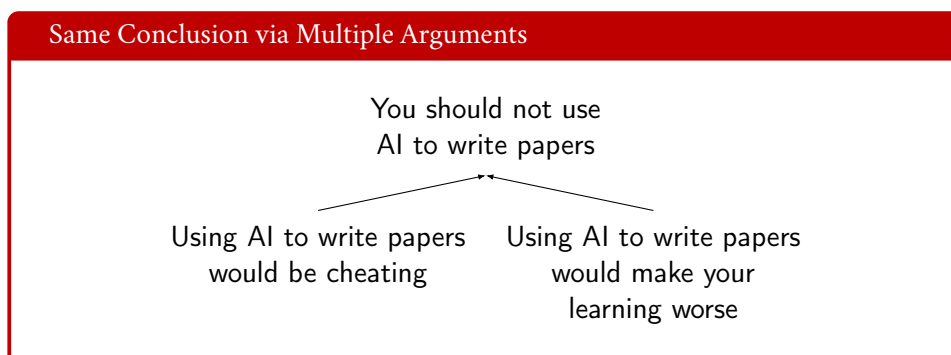 Same Conclusion via Multiple Arguments
You should not use
AI to write papers
Using AI to write papers
would be cheating
Using AI to write papers
would make your
learning worse